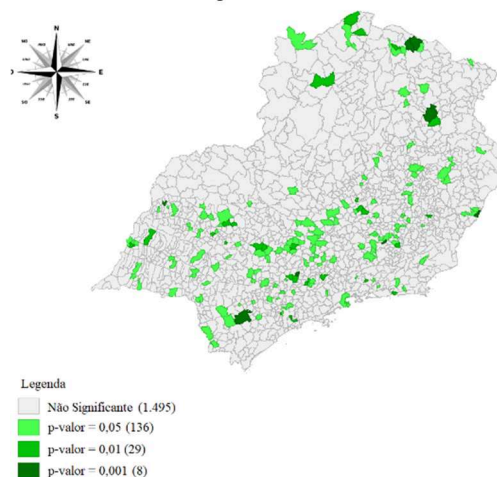 N
E
S
Legenda
Não Significante (1.495)
p-valor = 0,05 (136)
p-valor = 0,01 (29)
p-valor = 0,001 (8)